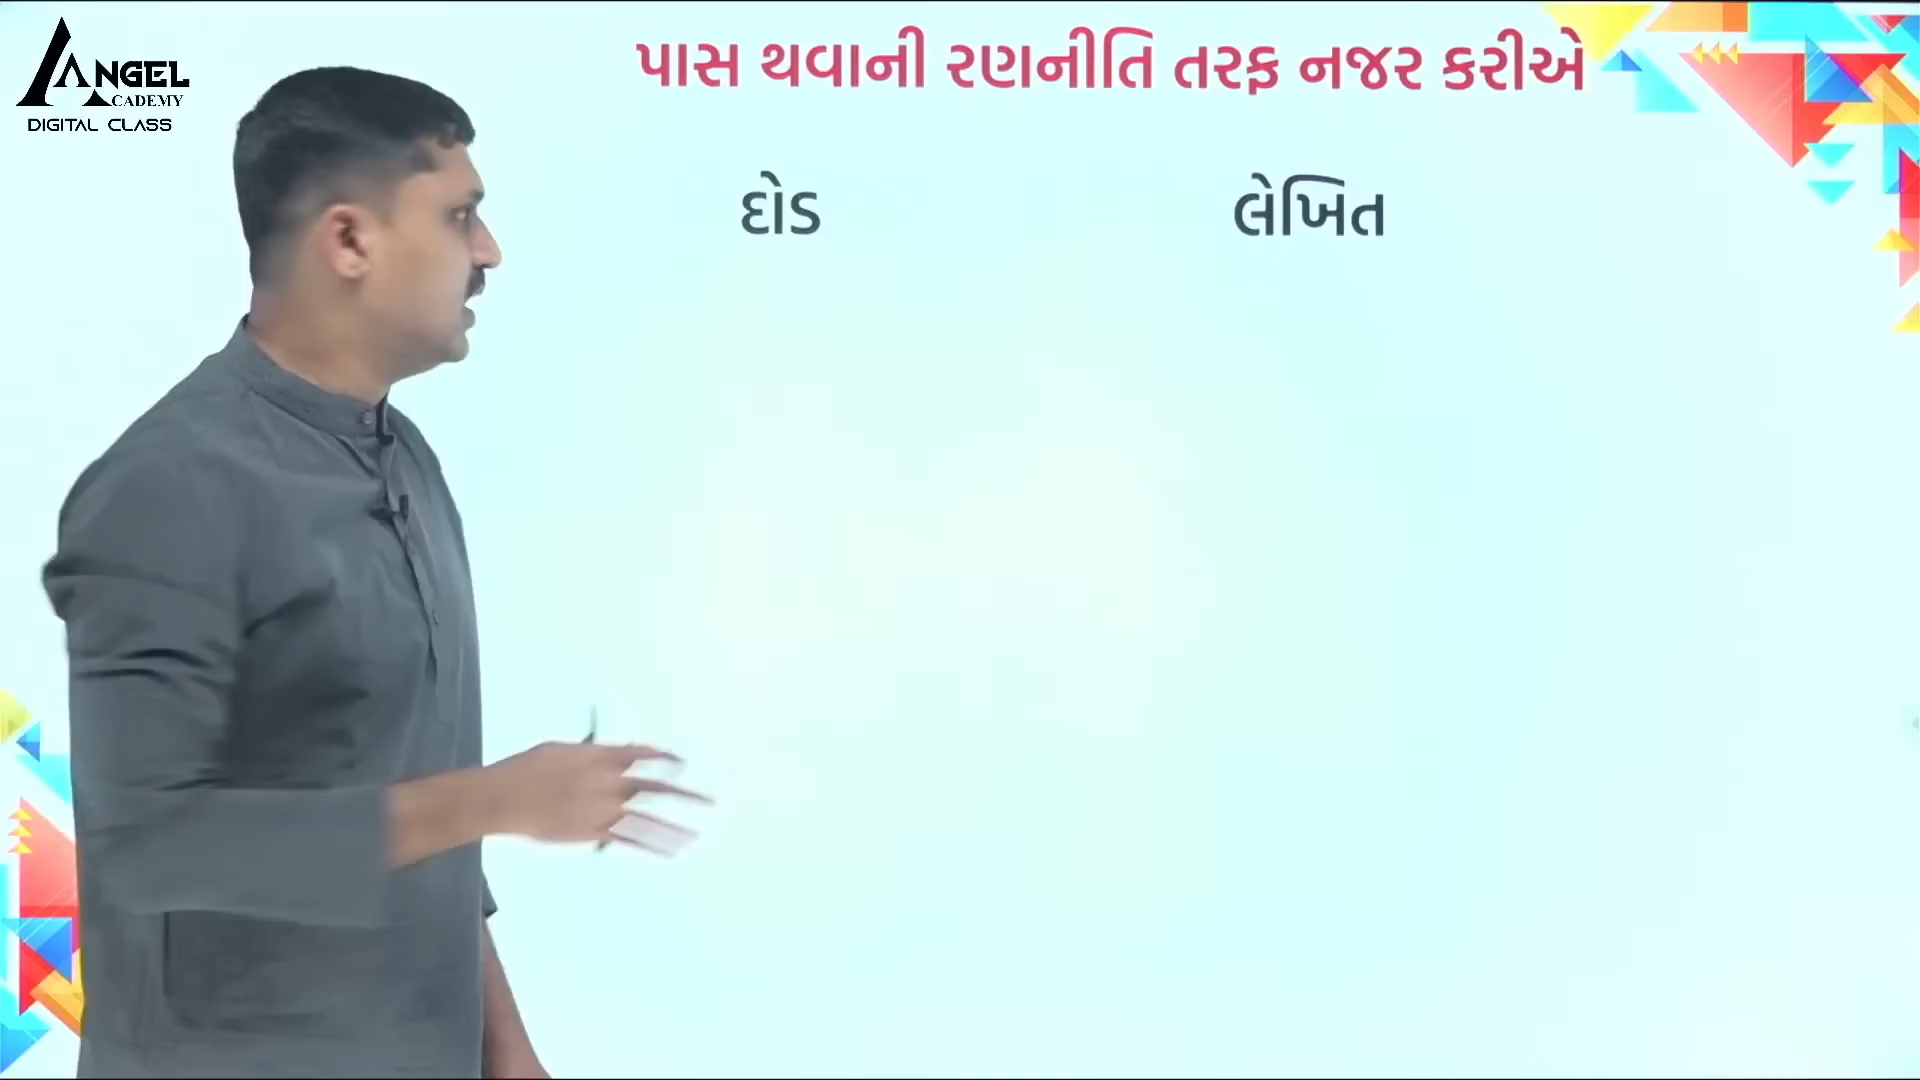 ANGEL
ACADEMY
DIGITAL CLASS
પાસ થવાની રણનીતિ તરફ નજર કરીએ
દોડ
લેખિત